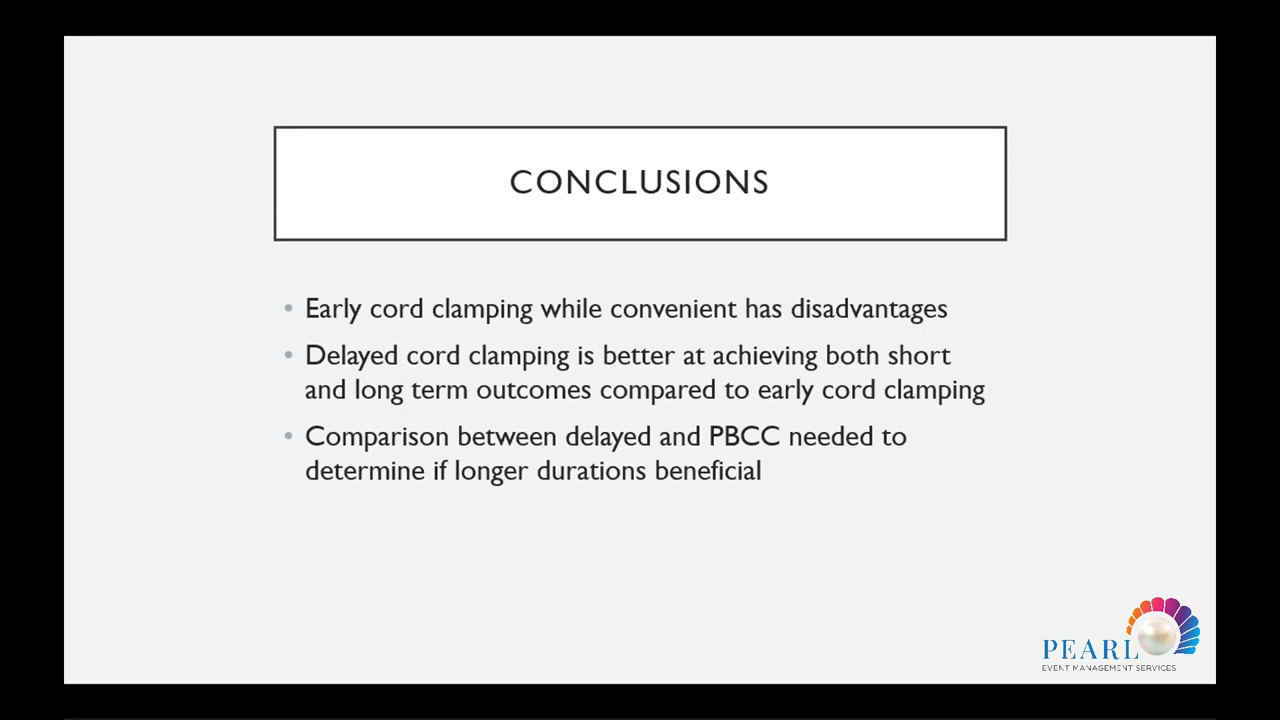 CONCLUSIONS
• Early cord clamping while convenient has disadvantages
• Delayed cord clamping is better at achieving both short
and long term outcomes compared to early cord clamping
• Comparison between delayed and PBCC needed to
determine if longer durations beneficial
PEARL
EVENT MANAGEMENT SERVICES